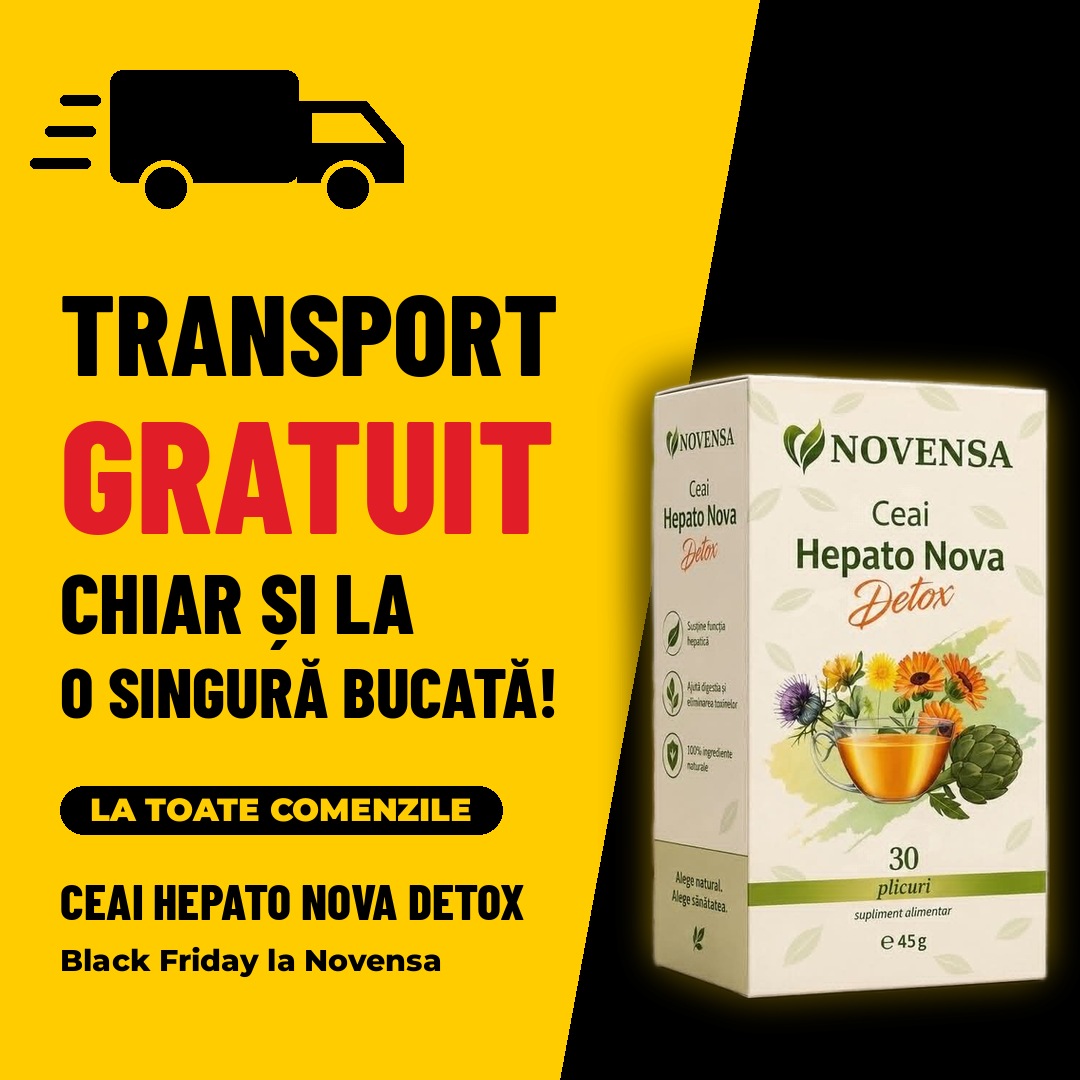 TRANSPORT
GRATUIT
CHIAR ȘI LA
O SINGURĂ BUCATĂ!
LA TOATE COMENZILE
CEAI HEPATO NOVA DETOX
Black Friday la Novensa
NOVENSA
Ceai
Hepato Nova
Detox
Susține funcția
hepatică
Ajută digestia și
eliminarea toxinelor
100% ingrediente
naturale
Alege natural.
Alege sănătatea.
NOVENSA
Ceai
Hepato Nova
Detox
30
plicuri
supliment alimentar
℮ 45 g